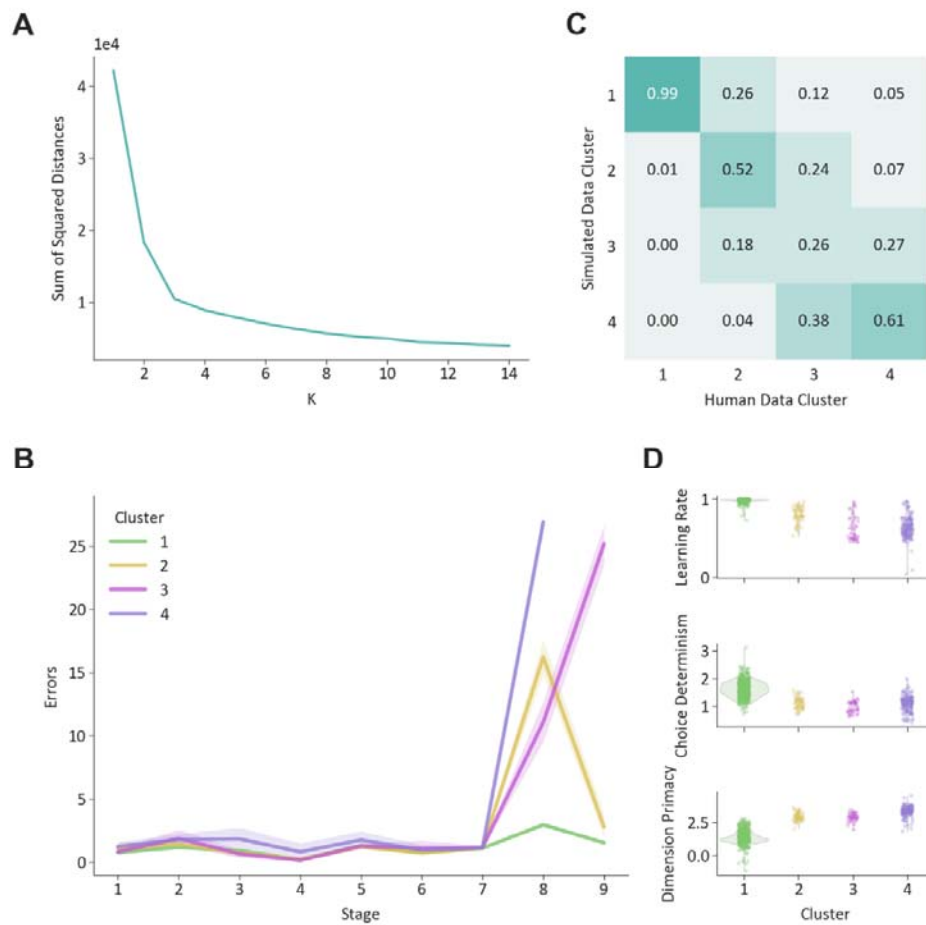 A
1e4
4
3
2
1
Sum of Squared Distances
2 4 6 8 10 12 14
K
C
1 0.99 0.26 0.12 0.05
2 0.01 0.52 0.24 0.07
3 0.00 0.18 0.26 0.27
4 0.00 0.04 0.38 0.61
Simulated Data Cluster
1 2 3 4
Human Data Cluster
B
Cluster
1
2
3
4
25
20
15
10
5
0
Errors
1 2 3 4 5 6 7 8 9
Stage
D
1
0
Learning Rate
3
2
1
Choice Determinism
2.5
0.0
Dimension Primacy
1 2 3 4
Cluster